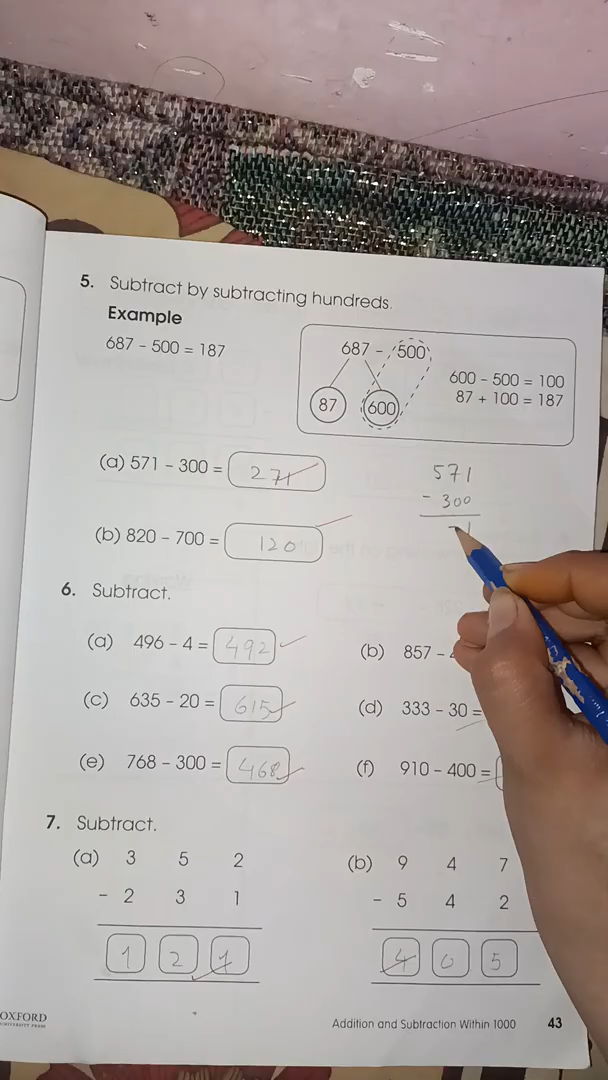 5. Subtract by subtracting hundreds.
Example
687 - 500 = 187
687 - 500
87 600
600 - 500 = 100
87 + 100 = 187
(a) 571 - 300 = 271
571
- 300
71
(b) 820 - 700 = 120
6. Subtract.
(a) 496 - 4 = 492
(b) 857 -
(c) 635 - 20 = 615
(d) 333 - 30 =
(e) 768 - 300 = 468
(f) 910 - 400 =
7. Subtract.
(a) 3 5 2
- 2 3 1
1 2 1
(b) 9 4 7
- 5 4 2
4 0 5
OXFORD
UNIVERSITY PRESS
Addition and Subtraction Within 1000 43